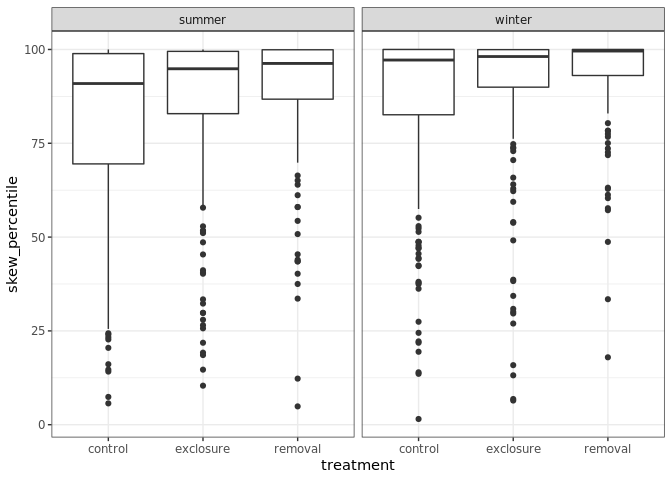 summer winter
100
75
50
25
0
skew_percentile
control exclosure removal control exclosure removal
treatment